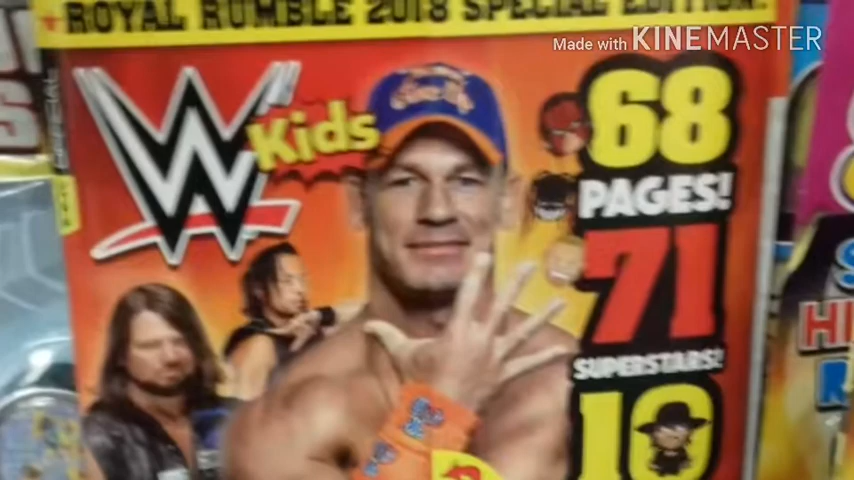 ROYAL RUMBLE 2018 SPECIAL EDITION!
Made with KINEMASTER
W
Kids
68
PAGES!
71
SUPERSTARS!
10